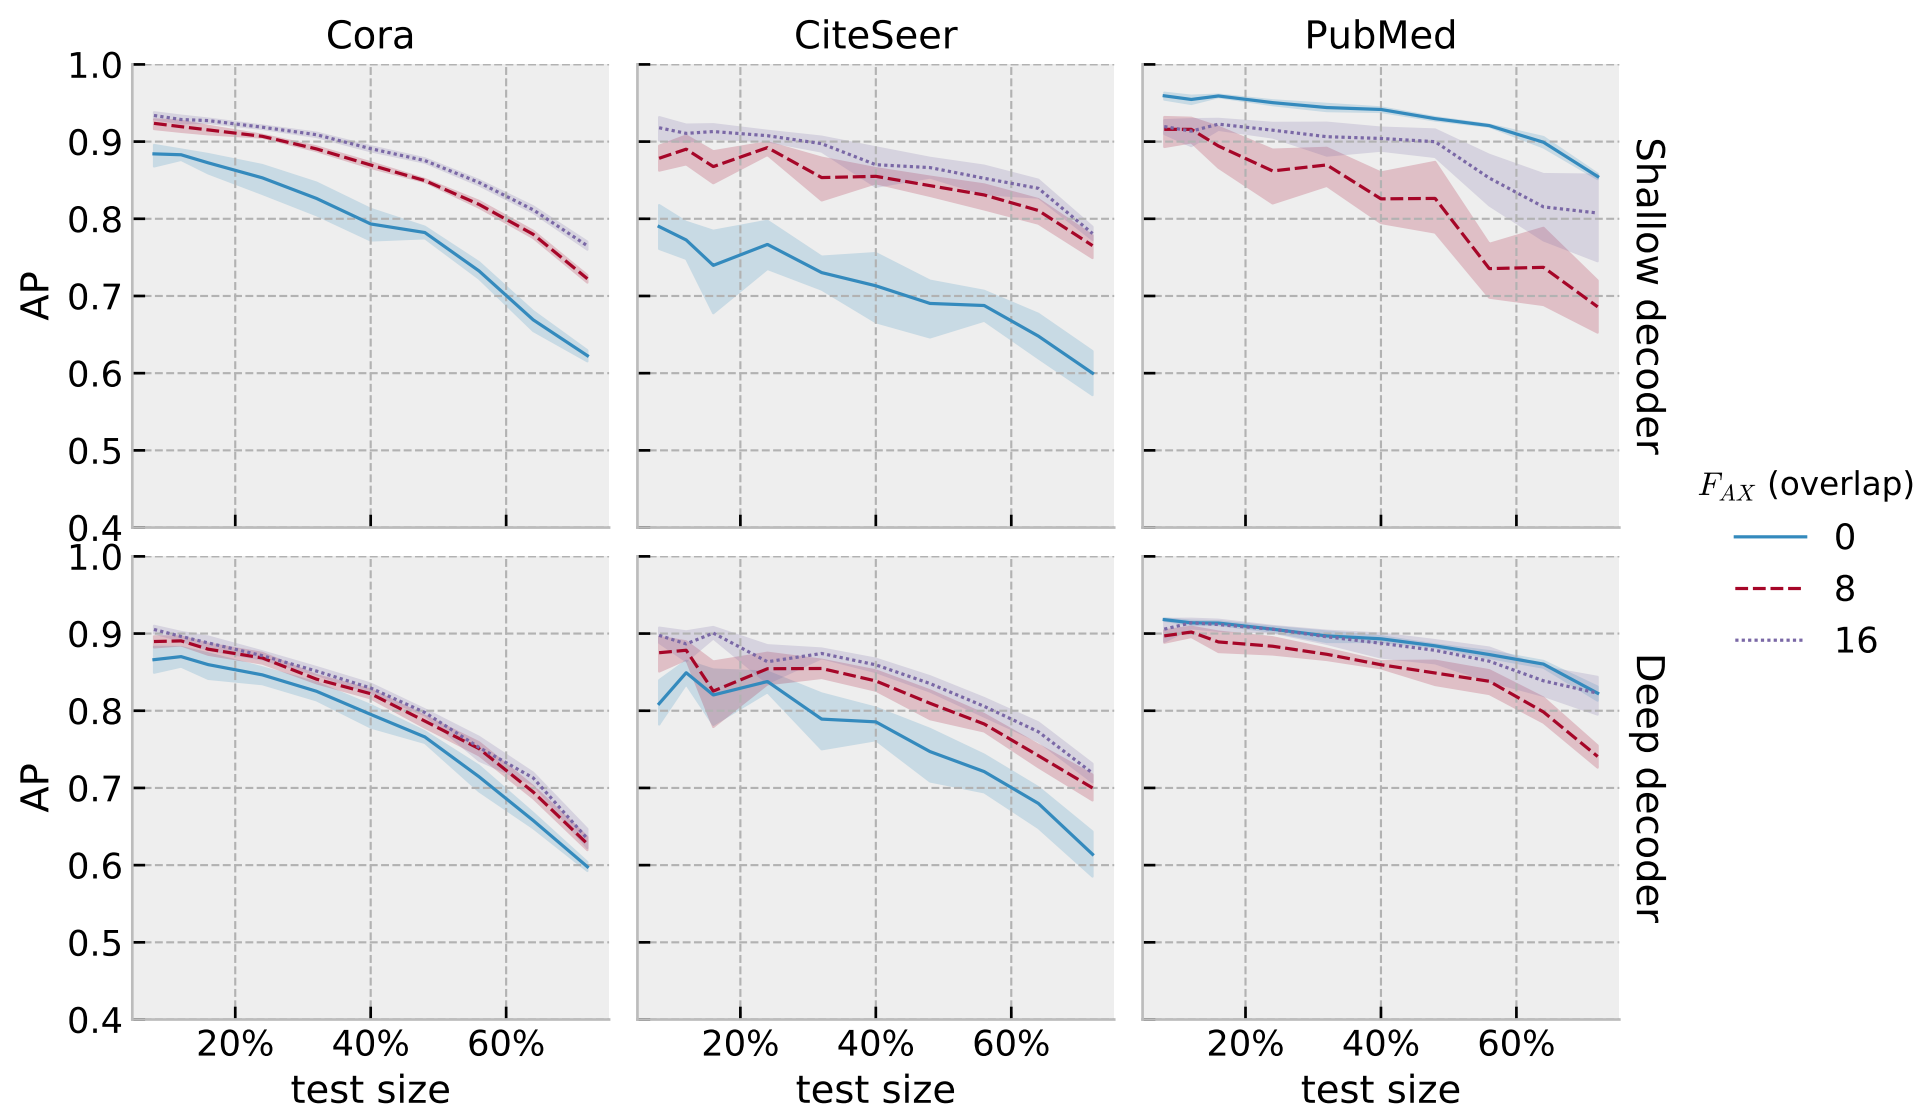 Cora
CiteSeer
PubMed
1.0
0.9
0.8
0.7
0.6
0.5
0.4
AP
Shallow decoder
1.0
0.9
0.8
0.7
0.6
0.5
0.4
AP
Deep decoder
20% 40% 60%
test size
20% 40% 60%
test size
20% 40% 60%
test size
F_AX (overlap)
0
8
16